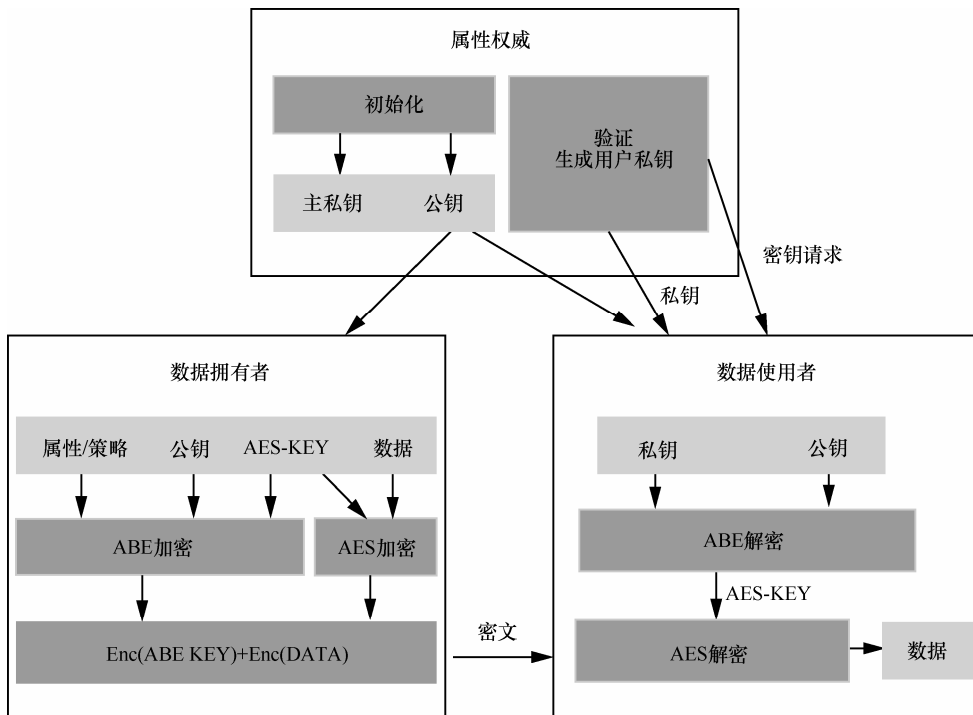 属性权威
初始化
验证
生成用户私钥
主私钥
公钥
密钥请求
私钥
数据拥有者
属性/策略
公钥
AES-KEY
数据
ABE加密
AES加密
Enc(ABE KEY)+Enc(DATA)
密文
数据使用者
私钥
公钥
ABE解密
AES-KEY
AES解密
数据